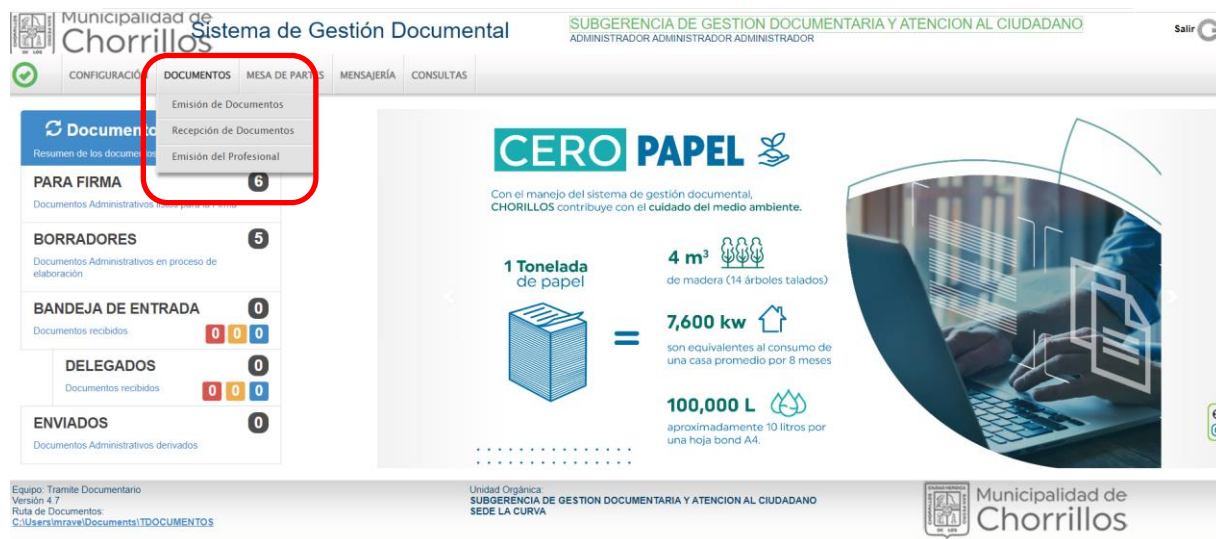 Municipalidad de
Chorrillos
Sistema de Gestión Documental
SUBGERENCIA DE GESTION DOCUMENTARIA Y ATENCION AL CIUDADANO
ADMINISTRADOR ADMINISTRADOR ADMINISTRADOR
Salir
CONFIGURACIÓN DOCUMENTOS MESA DE PARTES MENSAJERÍA CONSULTAS
Emisión de Documentos
Recepción de Documentos
Emisión del Profesional
Documento
Resumen de los documentos
PARA FIRMA 6
Documentos Administrativos listos para la Firma
BORRADORES 5
Documentos Administrativos en proceso de
elaboración
BANDEJA DE ENTRADA 0
Documentos recibidos 0 0 0
DELEGADOS 0
Documentos recibidos 0 0 0
ENVIADOS 0
Documentos Administrativos derivados
CERO PAPEL
Con el manejo del sistema de gestión documental,
CHORILLOS contribuye con el cuidado del medio ambiente.
1 Tonelada
de papel
=
4 m³
de madera (14 árboles talados)
7,600 kw
son equivalentes al consumo de
una casa promedio por 8 meses
100,000 L
aproximadamente 10 litros por
una hoja bond A4.
Equipo: Tramite Documentario
Versión 4.7
Ruta de Documentos:
C:\Users\mrave\Documents\TDOCUMENTOS
Unidad Orgánica:
SUBGERENCIA DE GESTION DOCUMENTARIA Y ATENCION AL CIUDADANO
SEDE LA CURVA
Municipalidad de
Chorrillos